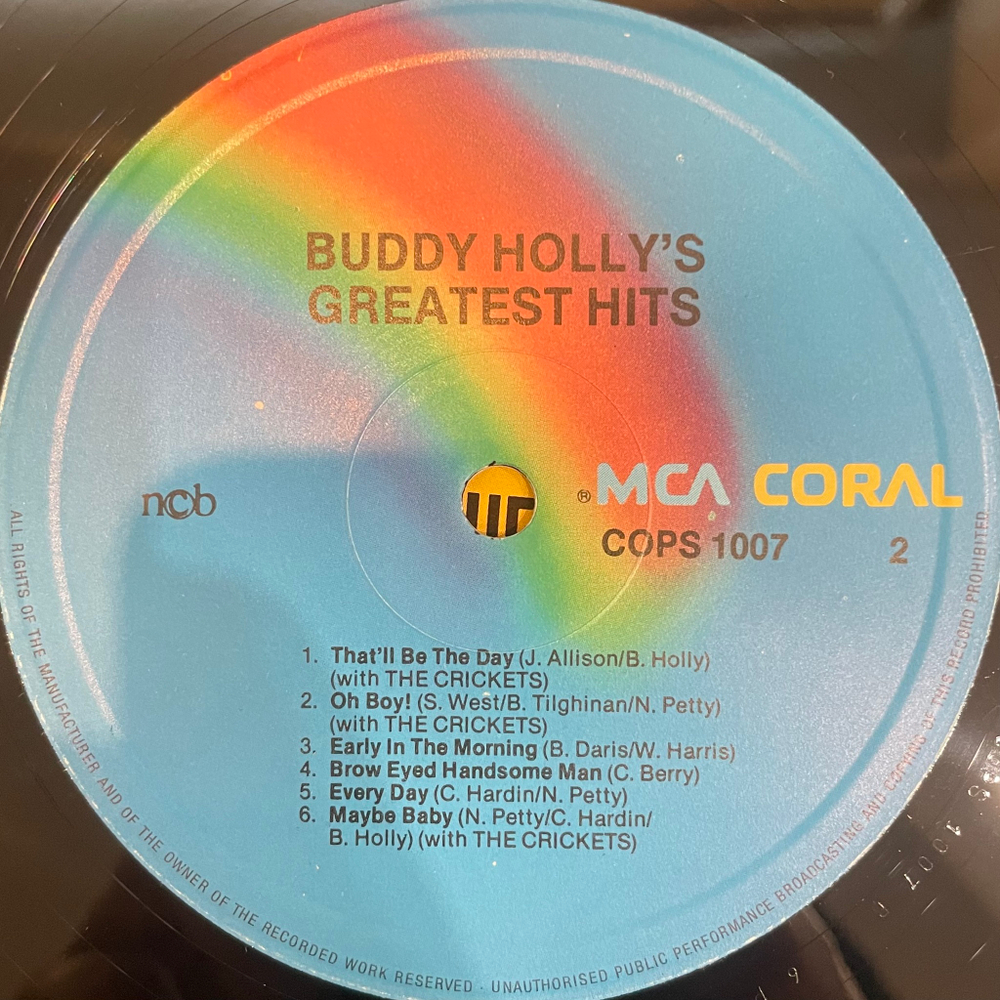 BUDDY HOLLY'S
GREATEST HITS
ncb
® MCA CORAL
COPS 1007 2
1. That'll Be The Day (J. Allison/B. Holly)
(with THE CRICKETS)
2. Oh Boy! (S. West/B. Tilghinan/N. Petty)
(with THE CRICKETS)
3. Early In The Morning (B. Daris/W. Harris)
4. Brow Eyed Handsome Man (C. Berry)
5. Every Day (C. Hardin/N. Petty)
6. Maybe Baby (N. Petty/C. Hardin/
B. Holly) (with THE CRICKETS)
ALL RIGHTS OF THE MANUFACTURER AND OF THE OWNER OF THE RECORDED WORK RESERVED · UNAUTHORISED PUBLIC PERFORMANCE BROADCASTING AND COPYING OF THIS RECORD PROHIBITED